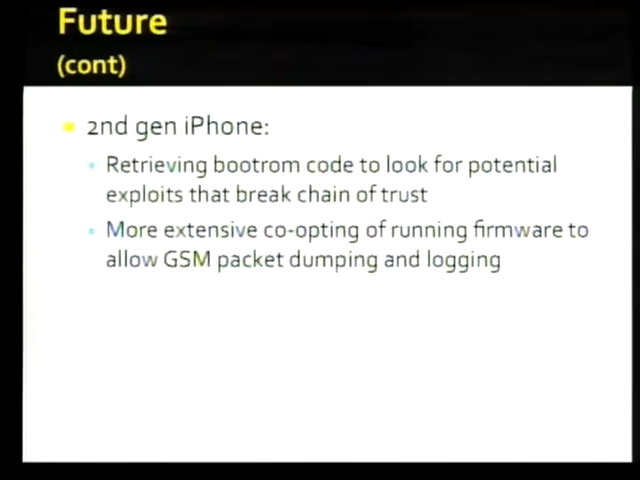 Future
(cont)
2nd gen iPhone:
Retrieving bootrom code to look for potential
exploits that break chain of trust
More extensive co-opting of running firmware to
allow GSM packet dumping and logging